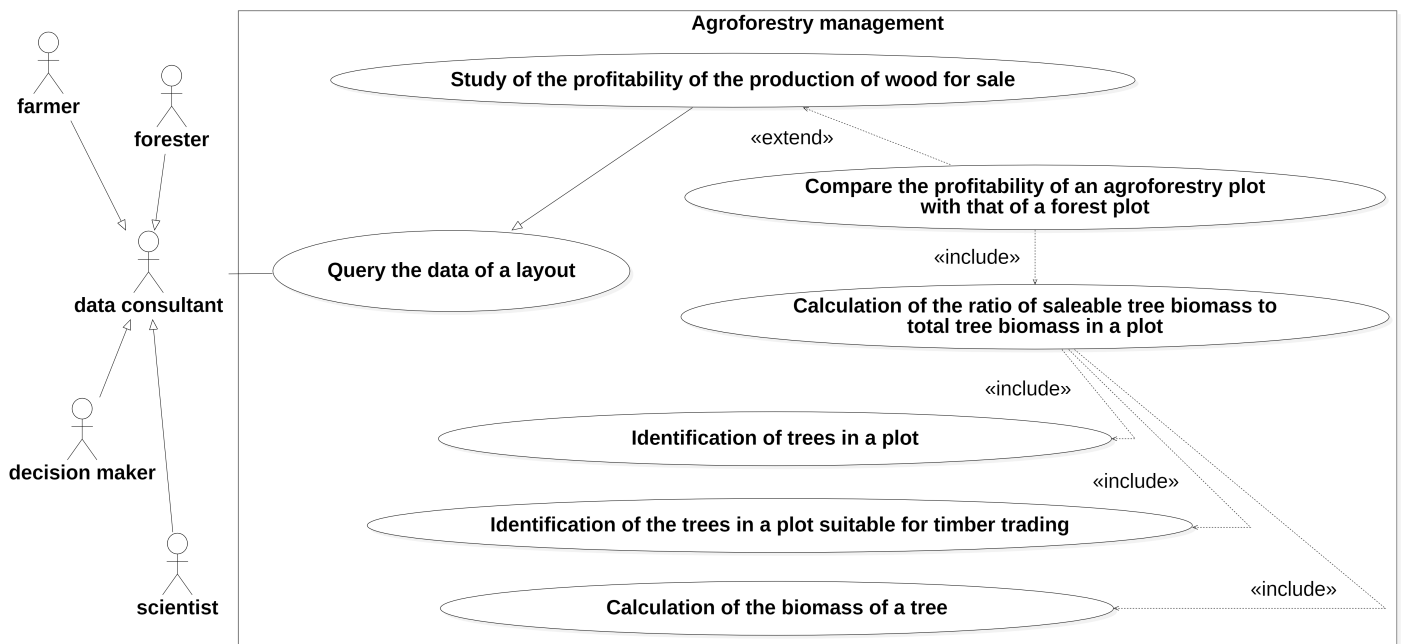 Agroforestry management
farmer
forester
data consultant
decision maker
scientist
Study of the profitability of the production of wood for sale
«extend»
Compare the profitability of an agroforestry plot
with that of a forest plot
«include»
Query the data of a layout
Calculation of the ratio of saleable tree biomass to
total tree biomass in a plot
«include»
Identification of trees in a plot
«include»
Identification of the trees in a plot suitable for timber trading
«include»
Calculation of the biomass of a tree